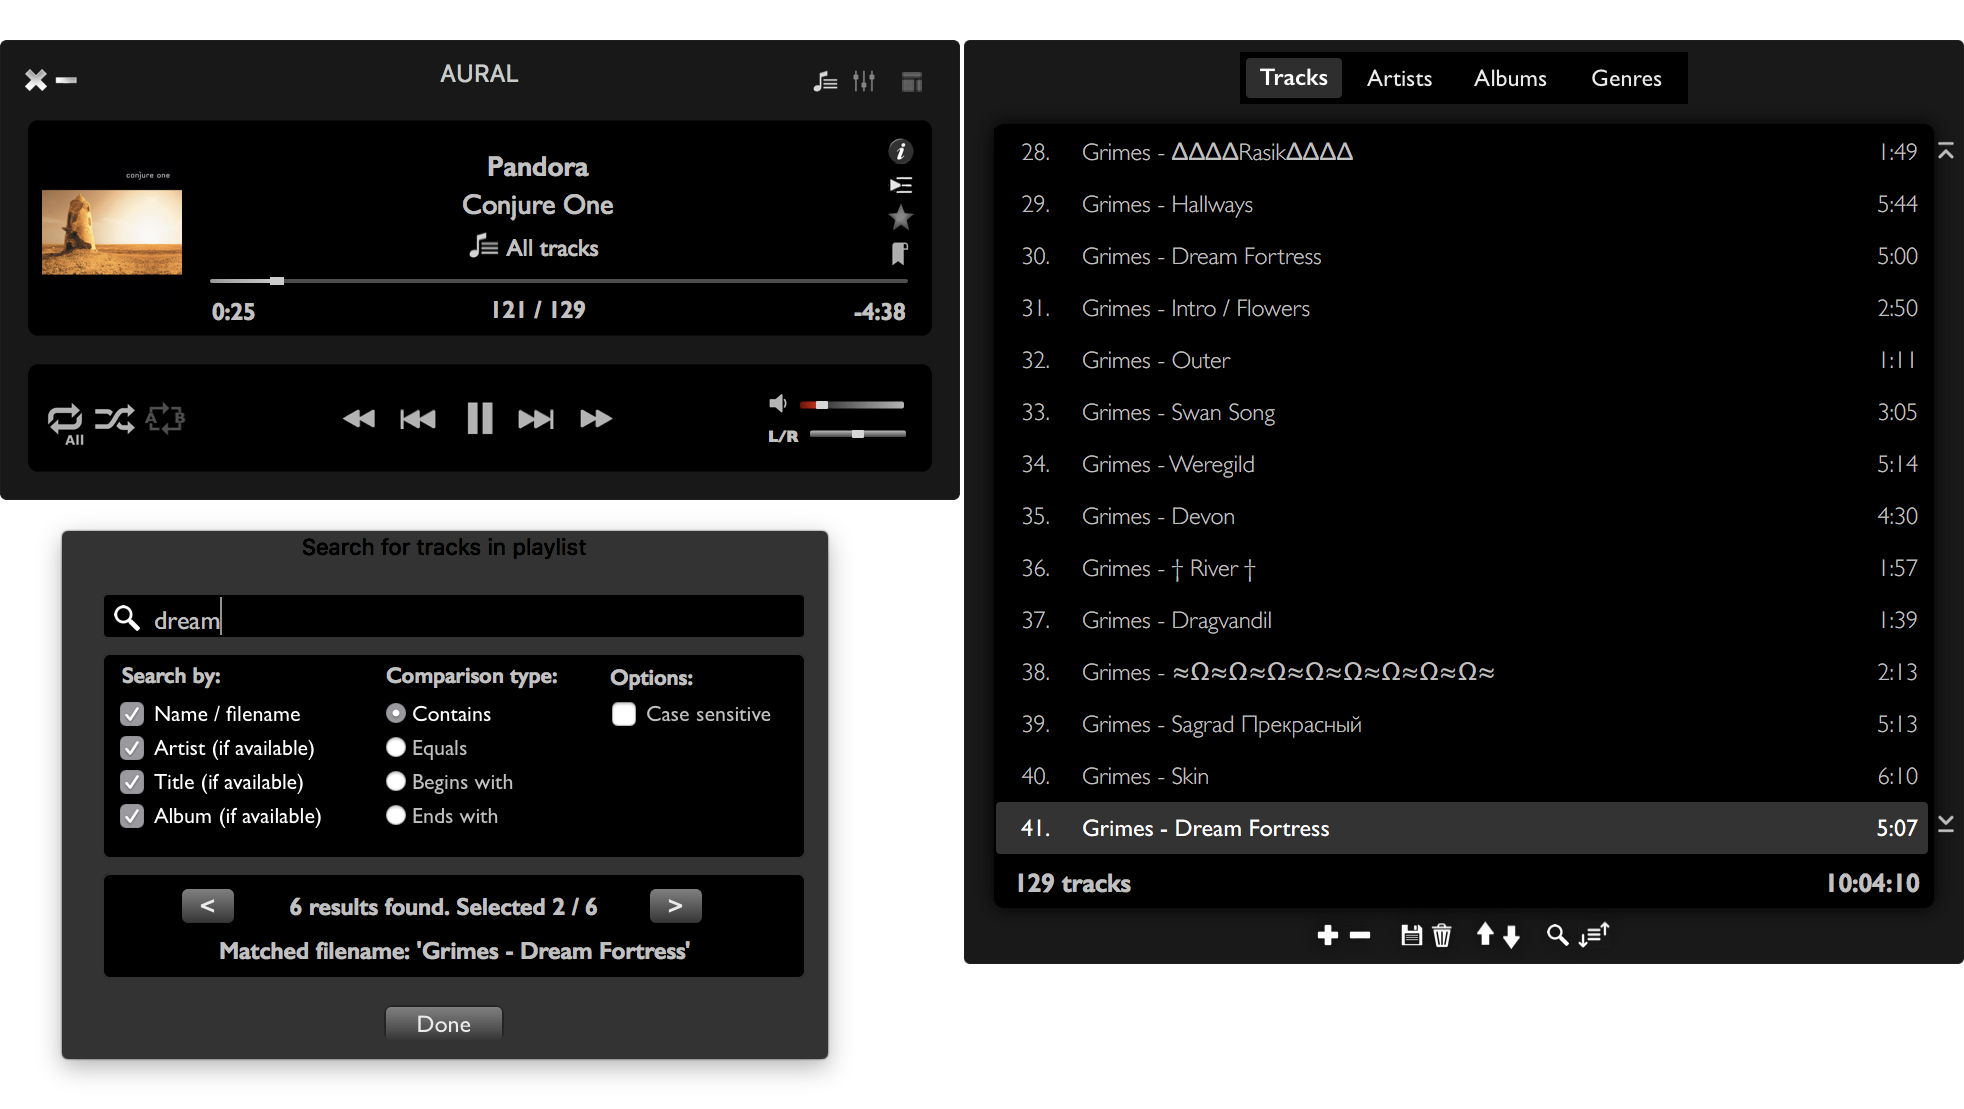 AURAL
conjure one
Pandora
Conjure One
All tracks
0:25 121 / 129 -4:38
All
A B
L/R
Search for tracks in playlist
dream
Search by: Comparison type: Options:
Name / filename Contains Case sensitive
Artist (if available) Equals
Title (if available) Begins with
Album (if available) Ends with
< 6 results found. Selected 2 / 6 >
Matched filename: 'Grimes - Dream Fortress'
Done
Tracks Artists Albums Genres
28. Grimes - ΔΔΔΔRasikΔΔΔΔ 1:49
29. Grimes - Hallways 5:44
30. Grimes - Dream Fortress 5:00
31. Grimes - Intro / Flowers 2:50
32. Grimes - Outer 1:11
33. Grimes - Swan Song 3:05
34. Grimes - Weregild 5:14
35. Grimes - Devon 4:30
36. Grimes - † River † 1:57
37. Grimes - Dragvandil 1:39
38. Grimes - ≈Ω≈Ω≈Ω≈Ω≈Ω≈Ω≈Ω≈Ω≈ 2:13
39. Grimes - Sagrad Прекрасный 5:13
40. Grimes - Skin 6:10
41. Grimes - Dream Fortress 5:07
129 tracks 10:04:10